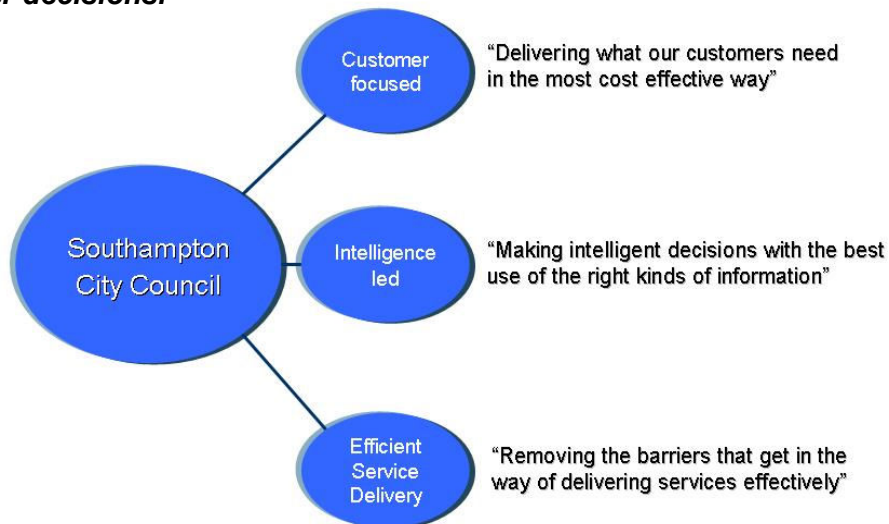 decisions.
Customer
focused
"Delivering what our customers need
in the most cost effective way"
Southampton
City Council
Intelligence
led
"Making intelligent decisions with the best
use of the right kinds of information"
Efficient
Service
Delivery
"Removing the barriers that get in the
way of delivering services effectively"